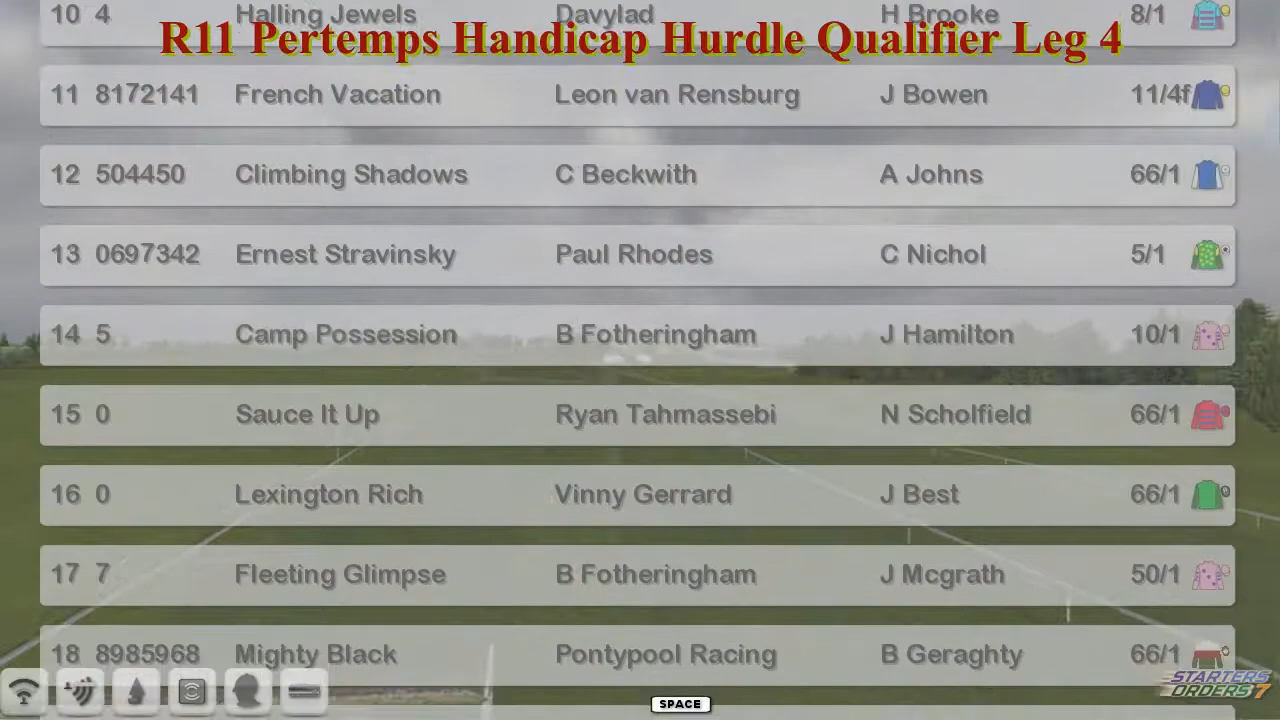 10 4 Halling Jewels Davylad H Brooke 8/1
R11 Pertemps Handicap Hurdle Qualifier Leg 4
11 8172141 French Vacation Leon van Rensburg J Bowen 11/4f
12 504450 Climbing Shadows C Beckwith A Johns 66/1
13 0697342 Ernest Stravinsky Paul Rhodes C Nichol 5/1
14 5 Camp Possession B Fotheringham J Hamilton 10/1
15 0 Sauce It Up Ryan Tahmassebi N Scholfield 66/1
16 0 Lexington Rich Vinny Gerrard J Best 66/1
17 7 Fleeting Glimpse B Fotheringham J Mcgrath 50/1
18 8985968 Mighty Black Pontypool Racing B Geraghty 66/1
STARTERS
ORDERS 7
SPACE